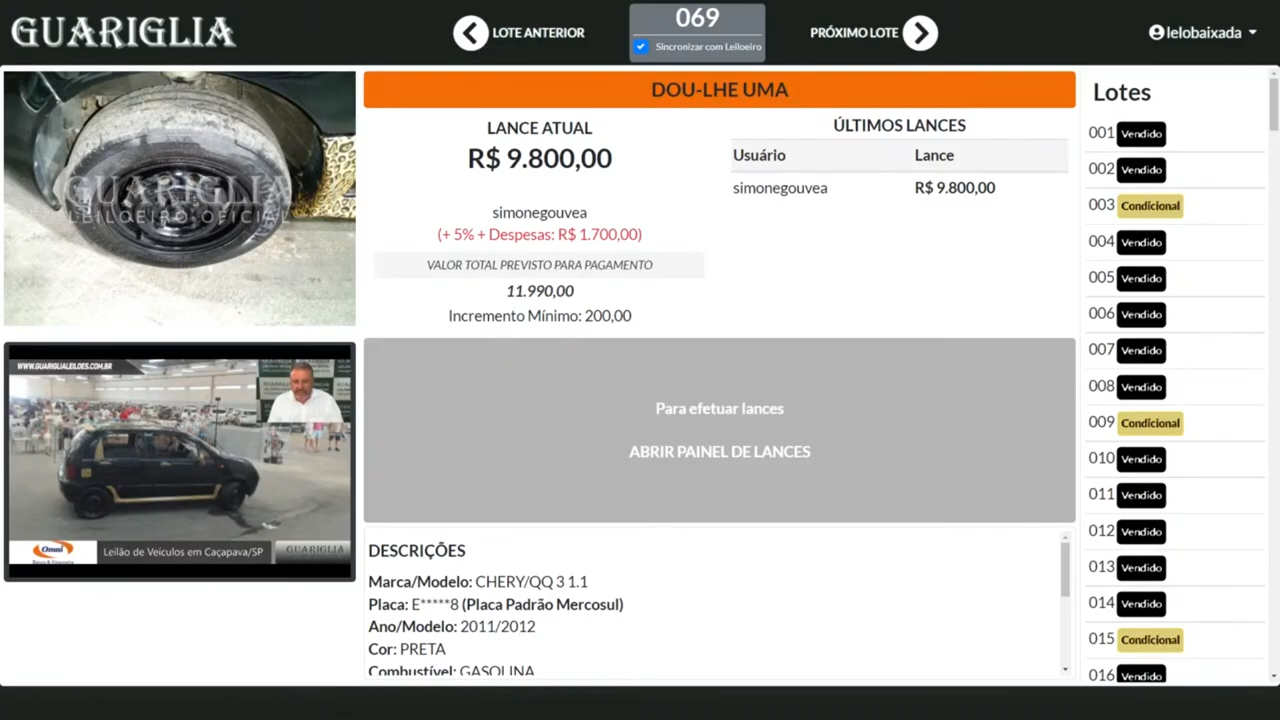 GUARIGLIA
LOTE ANTERIOR
069
Sincronizar com Leiloeiro
PRÓXIMO LOTE
lelobaixada
GUARIGLIA
LEILOEIRO OFICIAL
DOU-LHE UMA
LANCE ATUAL
R$ 9.800,00
simonegouvea
(+ 5% + Despesas: R$ 1.700,00)
VALOR TOTAL PREVISTO PARA PAGAMENTO
11.990,00
Incremento Mínimo: 200,00
ÚLTIMOS LANCES
Usuário Lance
simonegouvea R$ 9.800,00
Para efetuar lances
ABRIR PAINEL DE LANCES
WWW.GUARIGLIALEILOES.COM.BR
Omni
Leilão de Veículos em Caçapava/SP
GUARIGLIA
DESCRIÇÕES
Marca/Modelo: CHERY/QQ 3 1.1
Placa: E*****8 (Placa Padrão Mercosul)
Ano/Modelo: 2011/2012
Cor: PRETA
Combustível: GASOLINA
Lotes
001 Vendido
002 Vendido
003 Condicional
004 Vendido
005 Vendido
006 Vendido
007 Vendido
008 Vendido
009 Condicional
010 Vendido
011 Vendido
012 Vendido
013 Vendido
014 Vendido
015 Condicional
016 Vendido